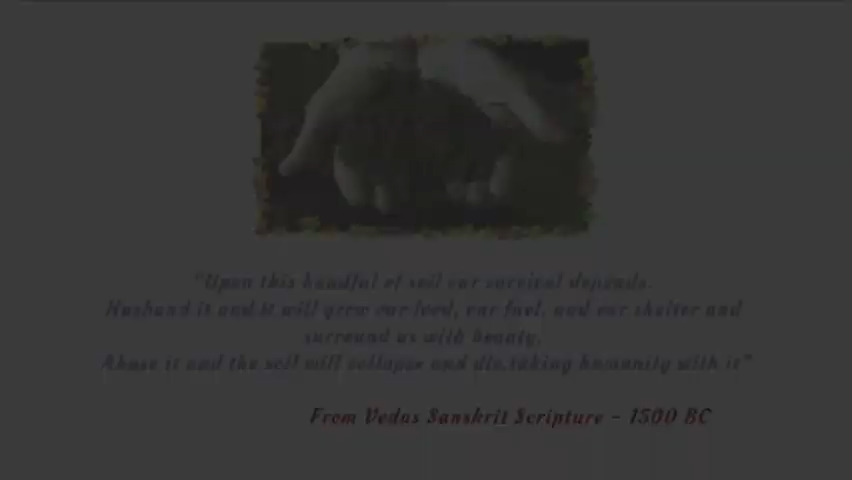 "Upon this handful of soil our survival depends.
Husband it and it will grow our food, our fuel, and our shelter and
surround us with beauty.
Abuse it and the soil will collapse and die,taking humanity with it"
From Vedas Sanskrit Scripture – 1500 BC